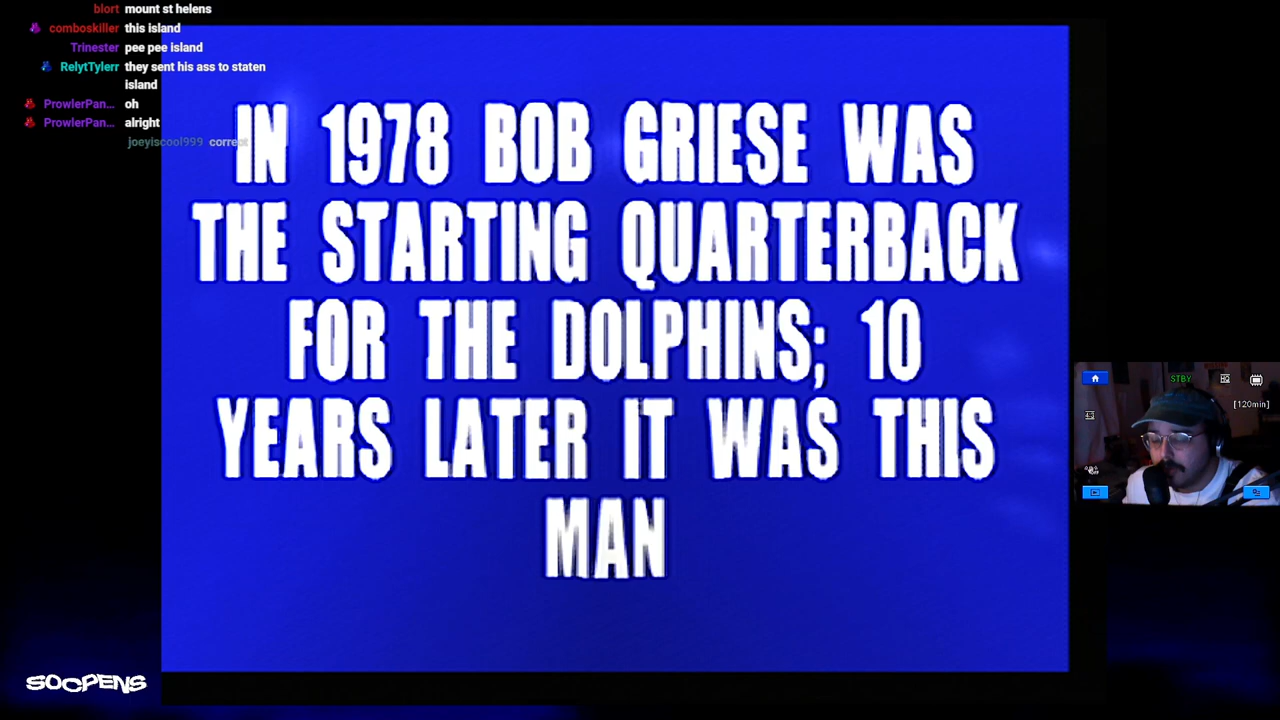 blort mount st helens
comboskiller this island
Trinester pee pee island
RelytTylerr they sent his ass to staten
island
ProwlerPan... oh
ProwlerPan... alright
joeyiscool999 correct
IN 1978 BOB GRIESE WAS
THE STARTING QUARTERBACK
FOR THE DOLPHINS; 10
YEARS LATER IT WAS THIS
MAN
STBY
[120min]
SOCPENS